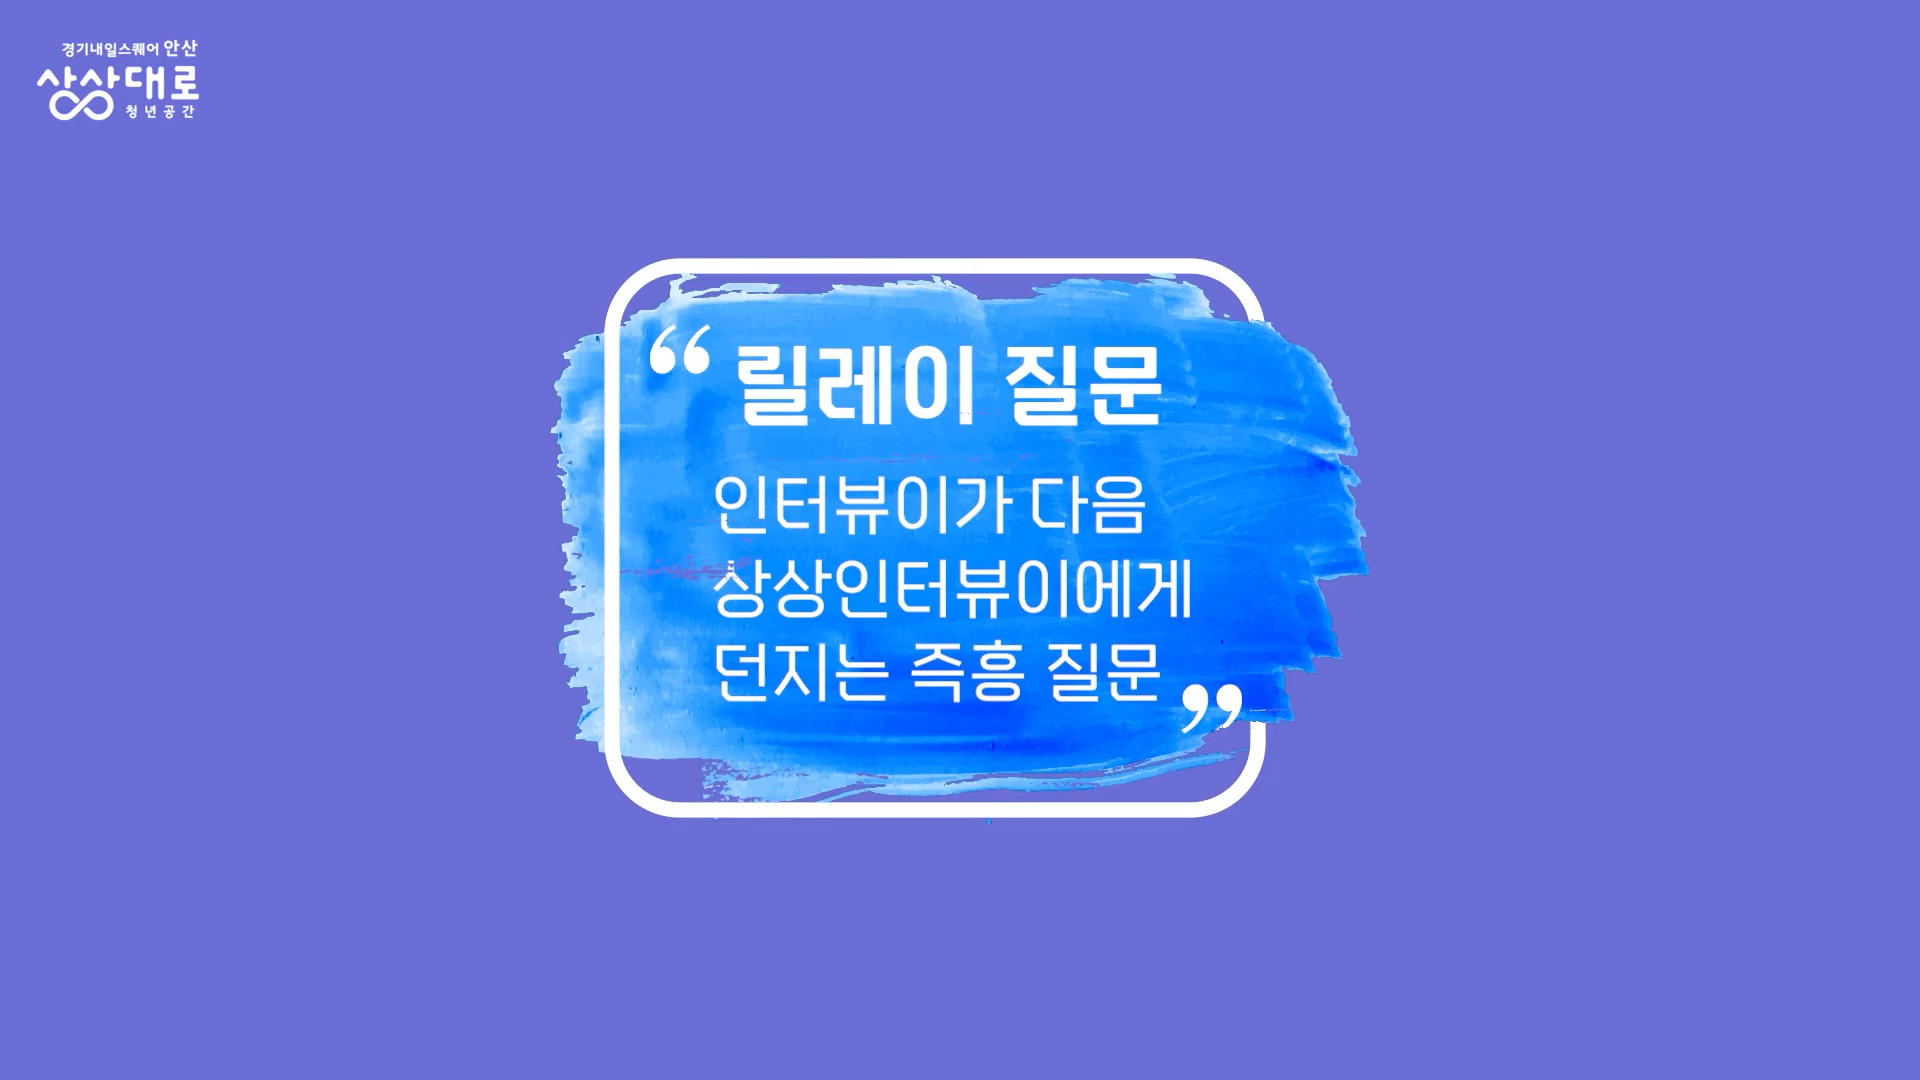 경기내일스퀘어 안산
상상대로
청년공간
“ 릴레이 질문
인터뷰이가 다음
상상인터뷰이에게
던지는 즉흥 질문 ”